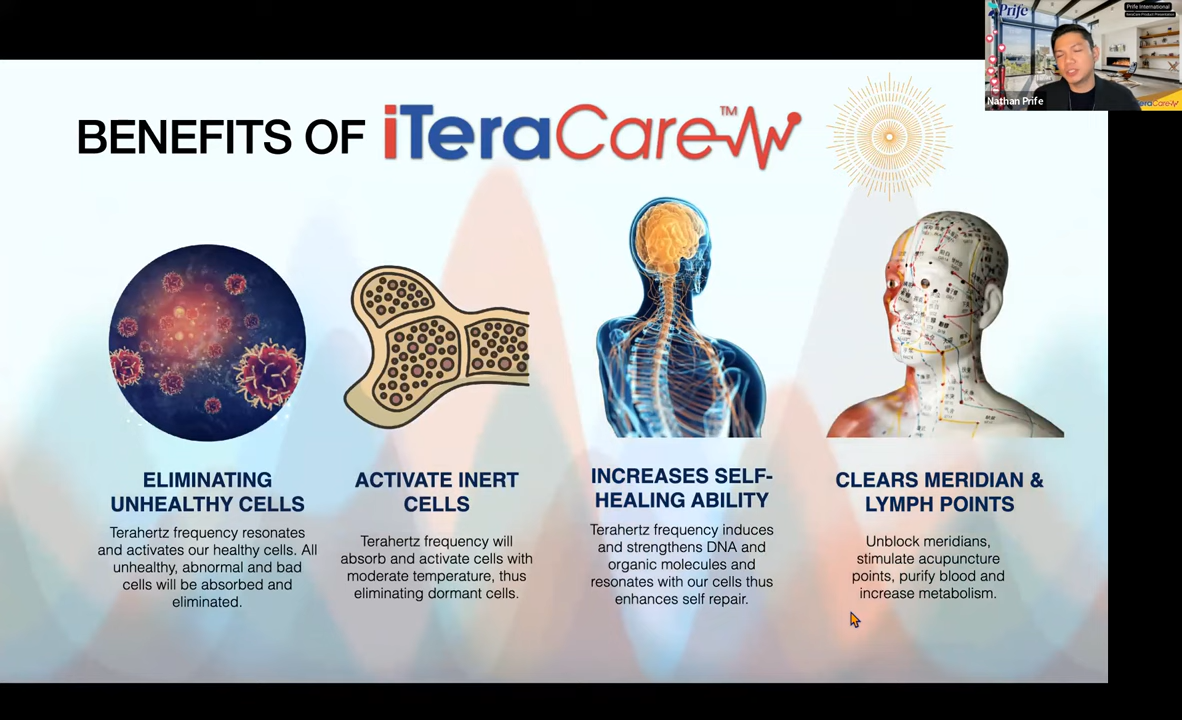 Prife
Prife International
Nathan Prife
BENEFITS OF iTeraCare™
ELIMINATING
UNHEALTHY CELLS
Terahertz frequency resonates
and activates our healthy cells. All
unhealthy, abnormal and bad
cells will be absorbed and
eliminated.
ACTIVATE INERT
CELLS
Terahertz frequency will
absorb and activate cells with
moderate temperature, thus
eliminating dormant cells.
INCREASES SELF-
HEALING ABILITY
Terahertz frequency induces
and strengthens DNA and
organic molecules and
resonates with our cells thus
enhances self repair.
CLEARS MERIDIAN &
LYMPH POINTS
Unblock meridians,
stimulate acupuncture
points, purify blood and
increase metabolism.